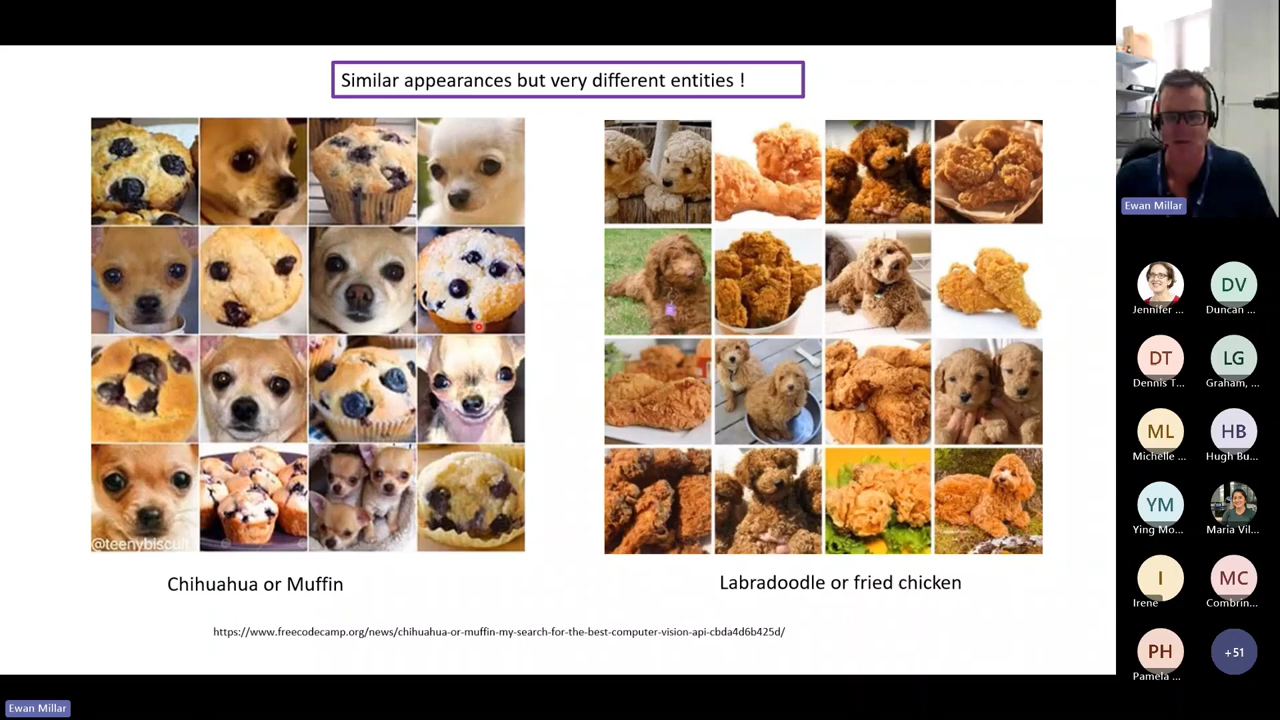 Similar appearances but very different entities !
@teenybiscuit
Chihuahua or Muffin
Labradoodle or fried chicken
https://www.freecodecamp.org/news/chihuahua-or-muffin-my-search-for-the-best-computer-vision-api-cbda4d6b425d/
Ewan Millar
Jennifer ...
DV
Duncan ...
DT
Dennis T...
LG
Graham, ...
ML
Michelle ...
HB
Hugh Bu...
YM
Ying Mo...
Maria Vil...
I
Irene
MC
Combrin...
PH
Pamela ...
+51
Ewan Millar